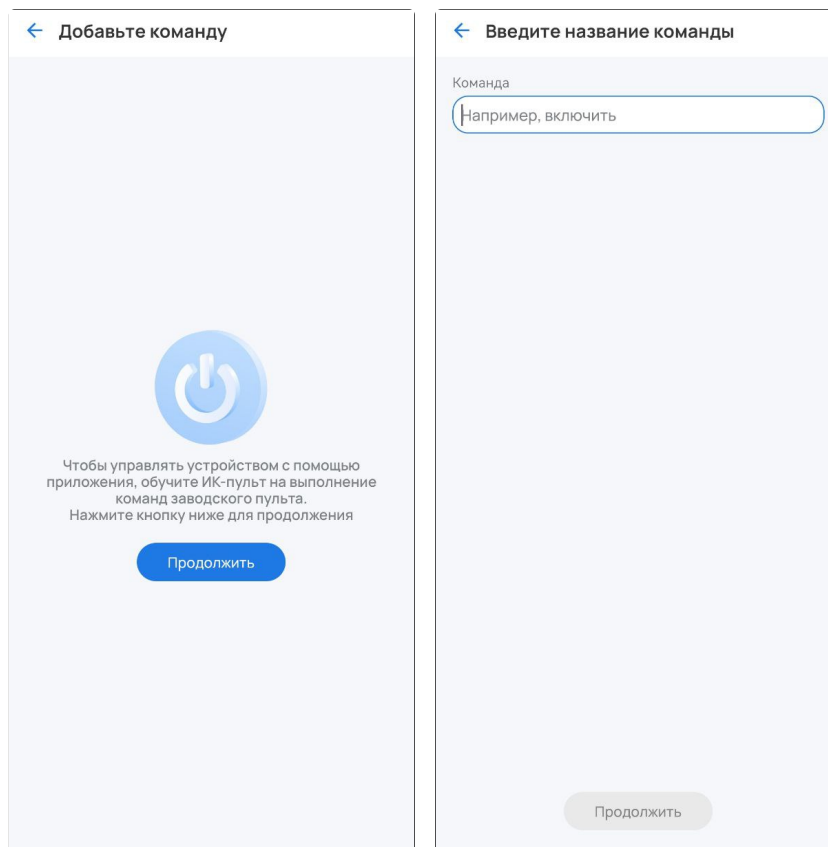 Добавьте команду
Чтобы управлять устройством с помощью
приложения, обучите ИК-пульт на выполнение
команд заводского пульта.
Нажмите кнопку ниже для продолжения
Продолжить
Введите название команды
Команда
Например, включить
Продолжить